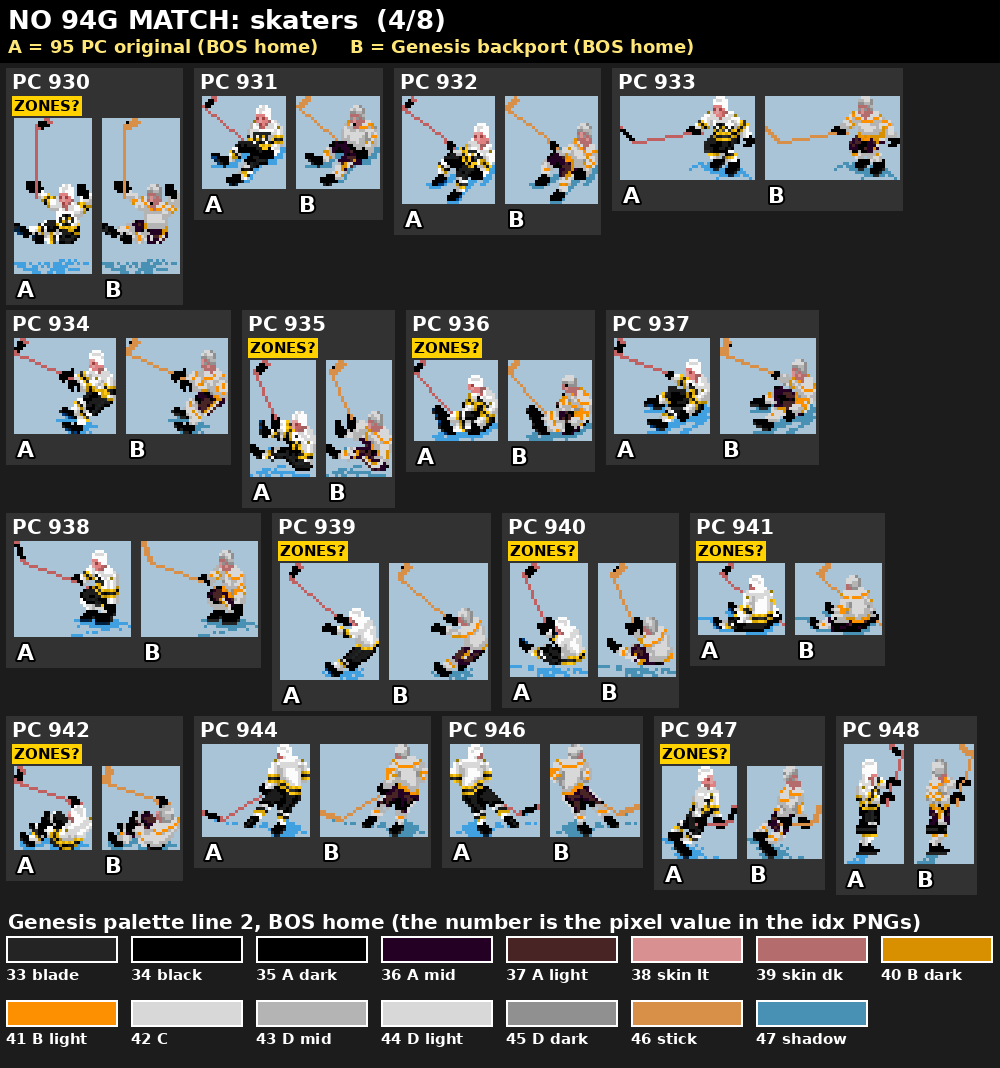 NO 94G MATCH: skaters  (4/8)
A = 95 PC original (BOS home)     B = Genesis backport (BOS home)
PC 930 PC 931 PC 932 PC 933
ZONES?
A B A B A B A B
PC 934 PC 935 PC 936 PC 937
ZONES? ZONES?
A B A B A B A B
PC 938 PC 939 PC 940 PC 941
ZONES? ZONES? ZONES?
A B A B A B A B
PC 942 PC 944 PC 946 PC 947 PC 948
ZONES? ZONES?
A B A B A B A B A B
Genesis palette line 2, BOS home (the number is the pixel value in the idx PNGs)
33 blade 34 black 35 A dark 36 A mid 37 A light 38 skin lt 39 skin dk 40 B dark
41 B light 42 C 43 D mid 44 D light 45 D dark 46 stick 47 shadow